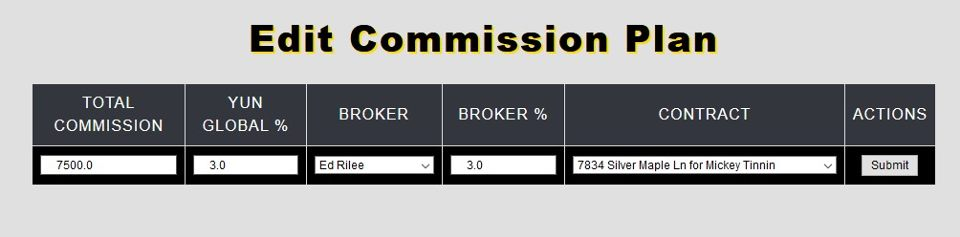 Edit Commission Plan
TOTAL COMMISSION
YUN GLOBAL %
BROKER
BROKER %
CONTRACT
ACTIONS
7500.0
3.0
Ed Rilee
3.0
7834 Silver Maple Ln for Mickey Tinnin
Submit